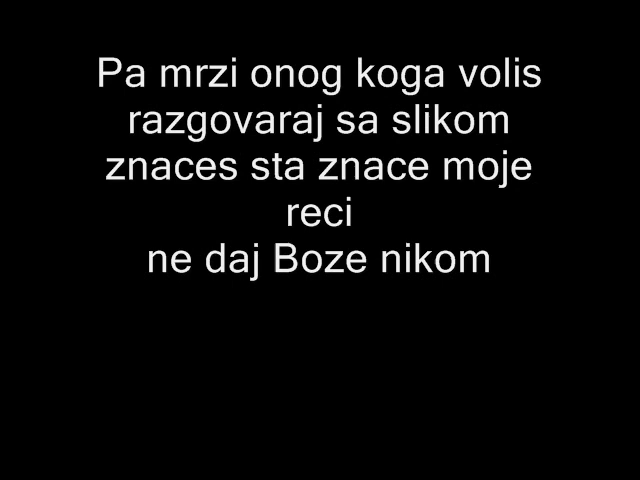 Pa mrzi onog koga volis
razgovaraj sa slikom
znaces sta znace moje
reci
ne daj Boze nikom